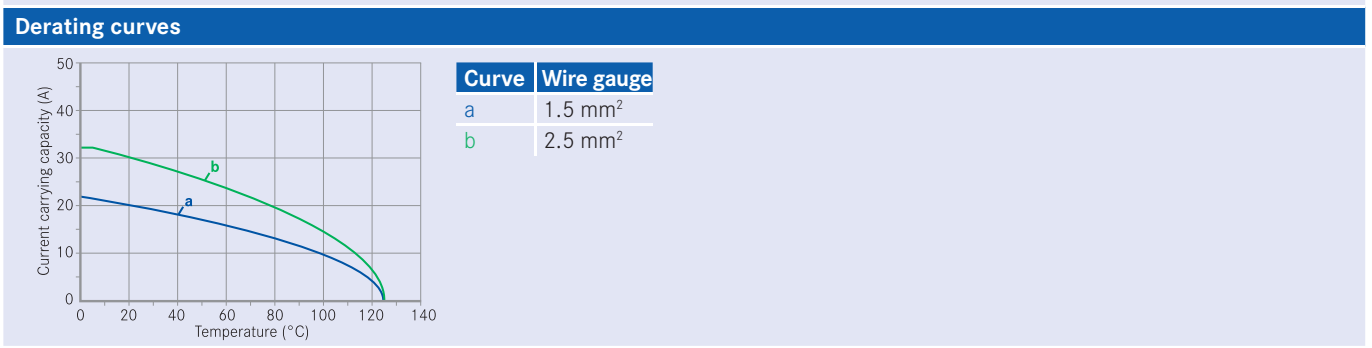 Derating curves
Current carrying capacity (A)
50
40
30
20
10
0
b
a
0 20 40 60 80 100 120 140
Temperature (°C)
Curve Wire gauge
a 1.5 mm²
b 2.5 mm²